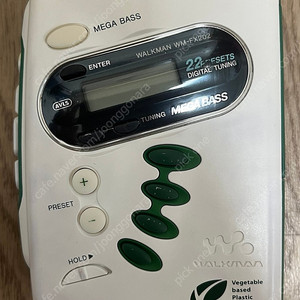 MEGA BASS
WALKMAN WM-FX202
ENTER
22 PRESETS
DIGITAL TUNING
AVLS
MEGA BASS
TUNING
+
PRESET
-
HOLD ▶
WALKMAN
Vegetable
based
Plastic